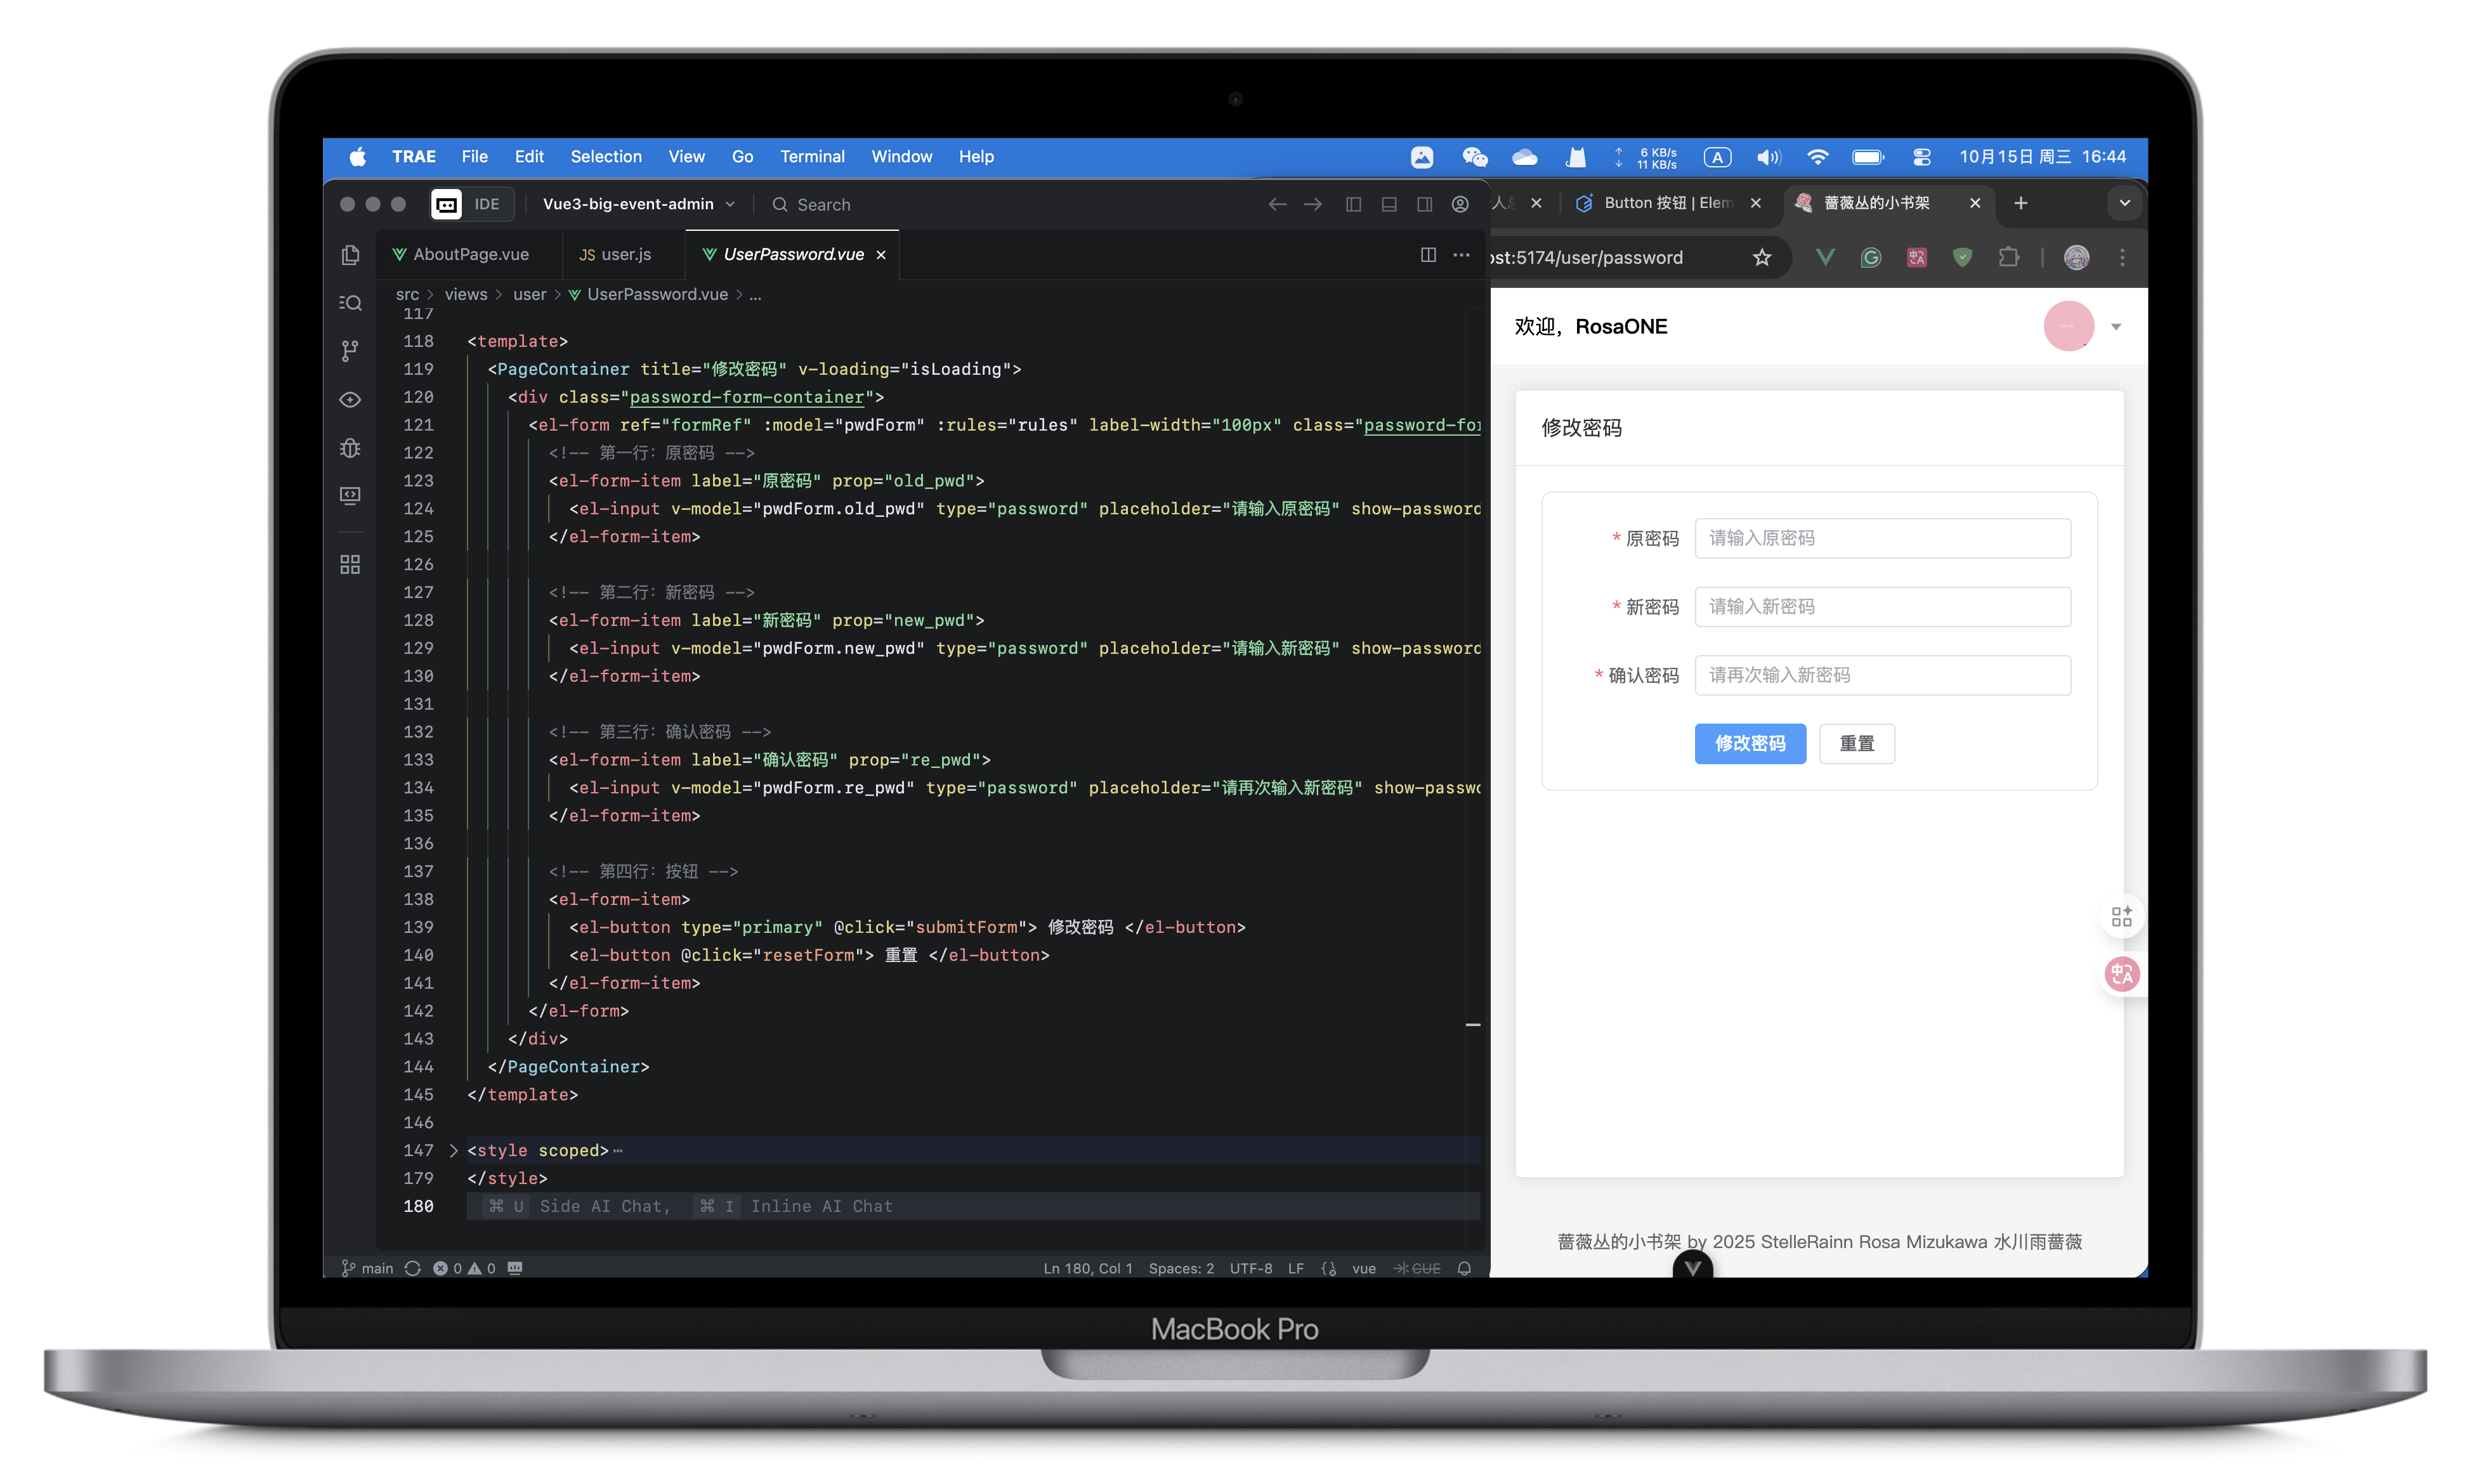 TRAE File Edit Selection View Go Terminal Window Help
6 KB/s
11 KB/s
A
10月15日 周三 16:44
IDE
Vue3-big-event-admin
Search
AboutPage.vue
JS user.js
UserPassword.vue
src > views > user > UserPassword.vue > ...
117
118 <template>
119 <PageContainer title="修改密码" v-loading="isLoading">
120 <div class="password-form-container">
121 <el-form ref="formRef" :model="pwdForm" :rules="rules" label-width="100px" class="password-for
122 <!-- 第一行：原密码 -->
123 <el-form-item label="原密码" prop="old_pwd">
124 <el-input v-model="pwdForm.old_pwd" type="password" placeholder="请输入原密码" show-password
125 </el-form-item>
126
127 <!-- 第二行：新密码 -->
128 <el-form-item label="新密码" prop="new_pwd">
129 <el-input v-model="pwdForm.new_pwd" type="password" placeholder="请输入新密码" show-password
130 </el-form-item>
131
132 <!-- 第三行：确认密码 -->
133 <el-form-item label="确认密码" prop="re_pwd">
134 <el-input v-model="pwdForm.re_pwd" type="password" placeholder="请再次输入新密码" show-passwo
135 </el-form-item>
136
137 <!-- 第四行：按钮 -->
138 <el-form-item>
139 <el-button type="primary" @click="submitForm"> 修改密码 </el-button>
140 <el-button @click="resetForm"> 重置 </el-button>
141 </el-form-item>
142 </el-form>
143 </div>
144 </PageContainer>
145 </template>
146
147 <style scoped>…
179 </style>
180 ⌘ U Side AI Chat, ⌘ I Inline AI Chat
main 0 0
Ln 180, Col 1 Spaces: 2 UTF-8 LF vue CUE
Button 按钮 | Elem
蔷薇丛的小书架
ost:5174/user/password
欢迎，RosaONE
修改密码
* 原密码 请输入原密码
* 新密码 请输入新密码
* 确认密码 请再次输入新密码
修改密码 重置
蔷薇丛的小书架 by 2025 StelleRainn Rosa Mizukawa 水川雨蔷薇
MacBook Pro